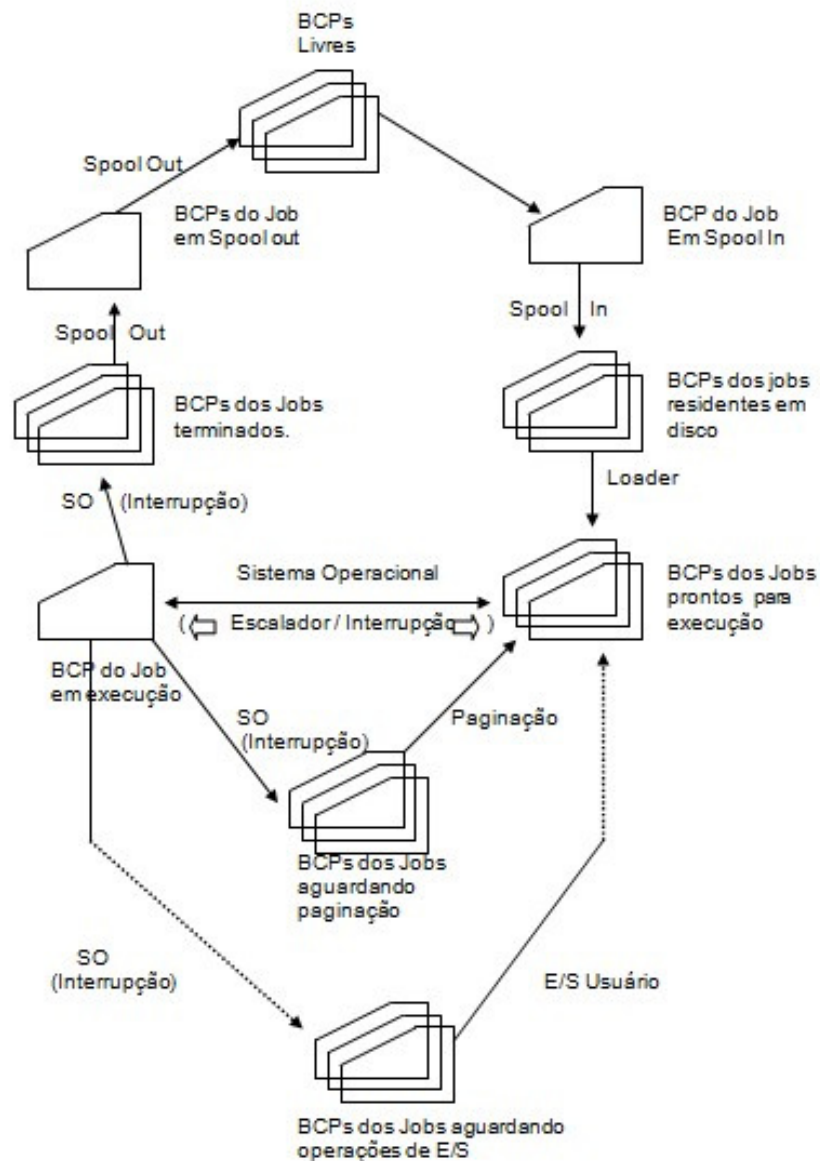 BCPs
Livres
Spool Out
BCPs do Job
em Spool out
BCP do Job
Em Spool In
Spool In
Spool Out
BCPs dos Jobs
terminados.
BCPs dos jobs
residentes em
disco
Loader
SO (Interrupção)
Sistema Operacional
( Escalador / Interrupção )
BCPs dos Jobs
prontos para
execução
BCP do Job
em execução
SO
(Interrupção)
Paginação
BCPs dos Jobs
aguardando
paginação
SO
(Interrupção)
E/S Usuário
BCPs dos Jobs aguardando
operações de E/S